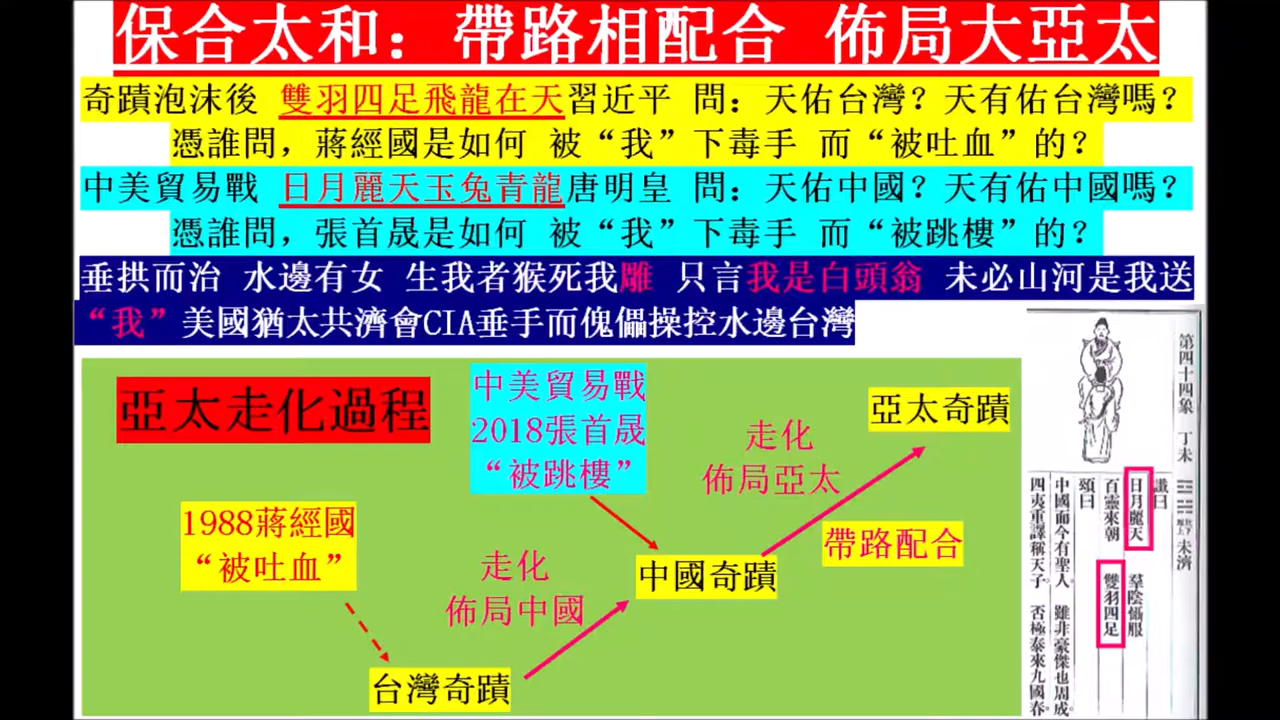 保合太和：帶路相配合 佈局大亞太
奇蹟泡沫後 雙羽四足飛龍在天習近平 問：天佑台灣？天有佑台灣嗎？
憑誰問，蔣經國是如何 被“我”下毒手 而“被吐血”的？
中美貿易戰 日月麗天玉兔青龍唐明皇 問：天佑中國？天有佑中國嗎？
憑誰問，張首晟是如何 被“我”下毒手 而“被跳樓”的？
垂拱而治 水邊有女 生我者猴死我雕 只言我是白頭翁 未必山河是我送
“我”美國猶太共濟會CIA垂手而傀儡操控水邊台灣
亞太走化過程
中美貿易戰
2018張首晟
“被跳樓”
亞太奇蹟
走化
佈局亞太
帶路配合
1988蔣經國
“被吐血”
走化
佈局中國
中國奇蹟
台灣奇蹟
第四十四象 丁未
未濟
讖曰
日月麗天 羣陰懾服
百靈來朝 雙羽四足
頌曰
中國而今有聖人 雖非豪傑也周成
四夷重譯稱天子 否極泰來九國春